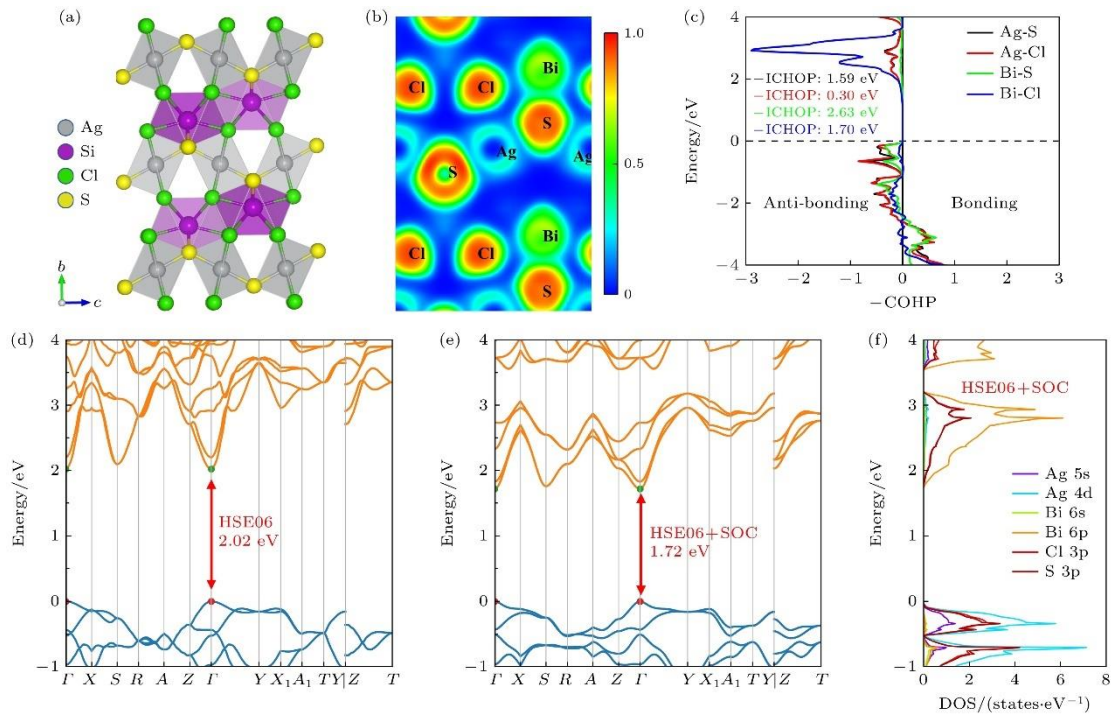 (a)
Ag
Si
Cl
S
b
c
(b)
Bi
Cl
Cl
S
Ag
Ag
S
Bi
Cl
Cl
S
1.0
0.5
0
(c)
Ag-S
Ag-Cl
Bi-S
Bi-Cl
−ICHOP: 1.59 eV
−ICHOP: 0.30 eV
−ICHOP: 2.63 eV
−ICHOP: 1.70 eV
Anti-bonding
Bonding
Energy/eV
4
2
0
−2
−4
−3 −2 −1 0 1 2 3
−COHP
(d)
Energy/eV
4
3
2
1
0
−1
HSE06
2.02 eV
Γ X S R A Z Γ Y X1 A1 T Y|Z T
(e)
Energy/eV
4
3
2
1
0
−1
HSE06+SOC
1.72 eV
Γ X S R A Z Γ Y X1 A1 T Y|Z T
(f)
Energy/eV
4
3
2
1
0
−1
HSE06+SOC
Ag 5s
Ag 4d
Bi 6s
Bi 6p
Cl 3p
S 3p
0 2 4 6 8
DOS/(states·eV−1)